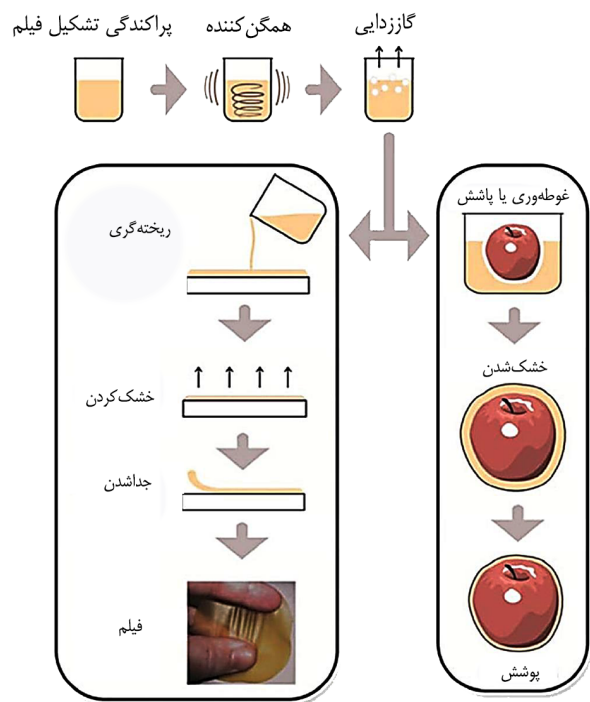 پراکندگی تشکیل فیلم
همگن‌کننده
گاززدایی
ریخته‌گری
خشک‌کردن
جداشدن
فیلم
غوطه‌وری یا پاشش
خشک‌شدن
پوشش